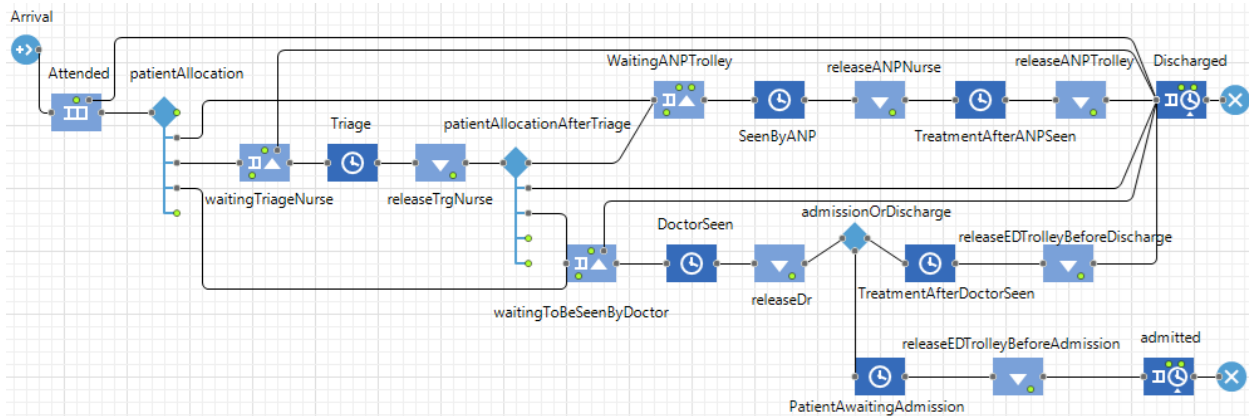 Arrival
Attended
patientAllocation
WaitingANPTrolley
releaseANPNurse
releaseANPTrolley
Discharged
Triage
patientAllocationAfterTriage
SeenByANP
TreatmentAfterANPSeen
waitingTriageNurse
releaseTrgNurse
DoctorSeen
admissionOrDischarge
releaseEDTrolleyBeforeDischarge
waitingToBeSeenByDoctor
releaseDr
TreatmentAfterDoctorSeen
releaseEDTrolleyBeforeAdmission
admitted
PatientAwaitingAdmission